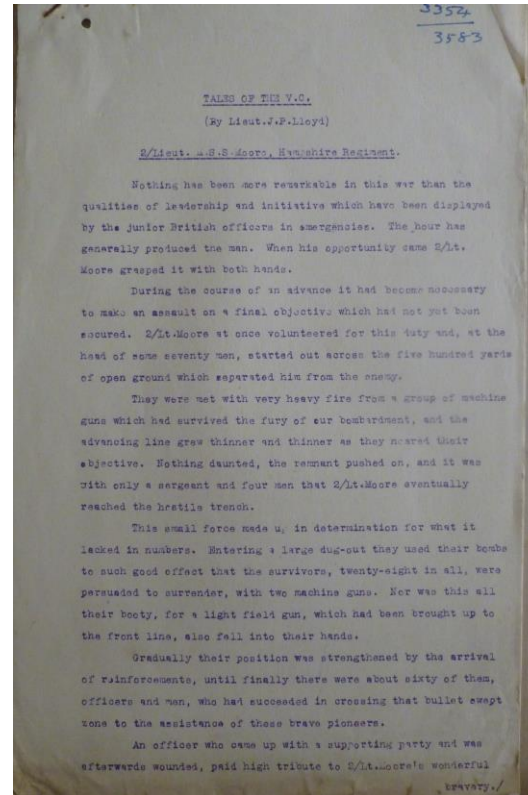 3354
3583
TALES OF THE V.C.
(By Lieut.J.P.Lloyd)
2/Lieut. M.S.S.Moore, Hampshire Regiment.
Nothing has been more remarkable in this war than the
qualities of leadership and initiative which have been displayed
by the junior British officers in emergencies. The hour has
generally produced the man. When his opportunity came 2/Lt.
Moore grasped it with both hands.
During the course of an advance it had become necessary
to make an assault on a final objective which had not yet been
secured. 2/Lt.Moore at once volunteered for this duty and, at the
head of some seventy men, started out across the five hundred yards
of open ground which separated him from the enemy.
They were met with very heavy fire from a group of machine
guns which had survived the fury of our bombardment, and the
advancing line grew thinner and thinner as they neared their
objective. Nothing daunted, the remnant pushed on, and it was
with only a sergeant and four men that 2/Lt.Moore eventually
reached the hostile trench.
This small force made up in determination for what it
lacked in numbers. Entering a large dug-out they used their bombs
to such good effect that the survivors, twenty-eight in all, were
persuaded to surrender, with two machine guns. Nor was this all
their booty, for a light field gun, which had been brought up to
the front line, also fell into their hands.
Gradually their position was strengthened by the arrival
of reinforcements, until finally there were about sixty of them,
officers and men, who had succeeded in crossing that bullet swept
zone to the assistance of these brave pioneers.
An officer who came up with a supporting party and was
afterwards wounded, paid high tribute to 2/Lt.Moore's wonderful
bravery./